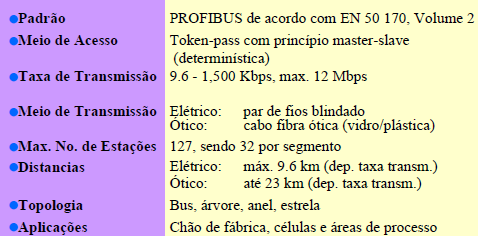 Padrão PROFIBUS de acordo com EN 50 170, Volume 2
Meio de Acesso Token-pass com princípio master-slave
(determinística)
Taxa de Transmissão 9.6 - 1,500 Kbps, max. 12 Mbps
Meio de Transmissão Elétrico: par de fios blindado
Ótico: cabo fibra ótica (vidro/plástica)
Max. No. de Estações 127, sendo 32 por segmento
Distancias Elétrico: máx. 9.6 km (dep. taxa transm.)
Ótico: até 23 km (dep. taxa transm.)
Topologia Bus, árvore, anel, estrela
Aplicações Chão de fábrica, células e áreas de processo